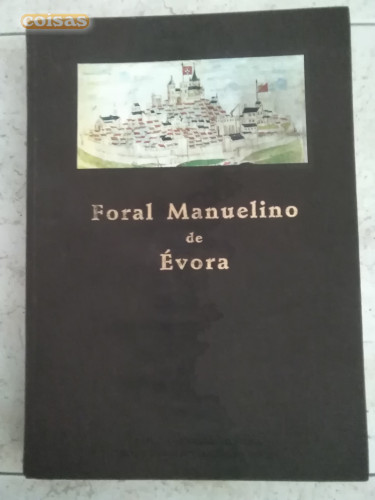 coisas
Foral Manuelino
de
Évora